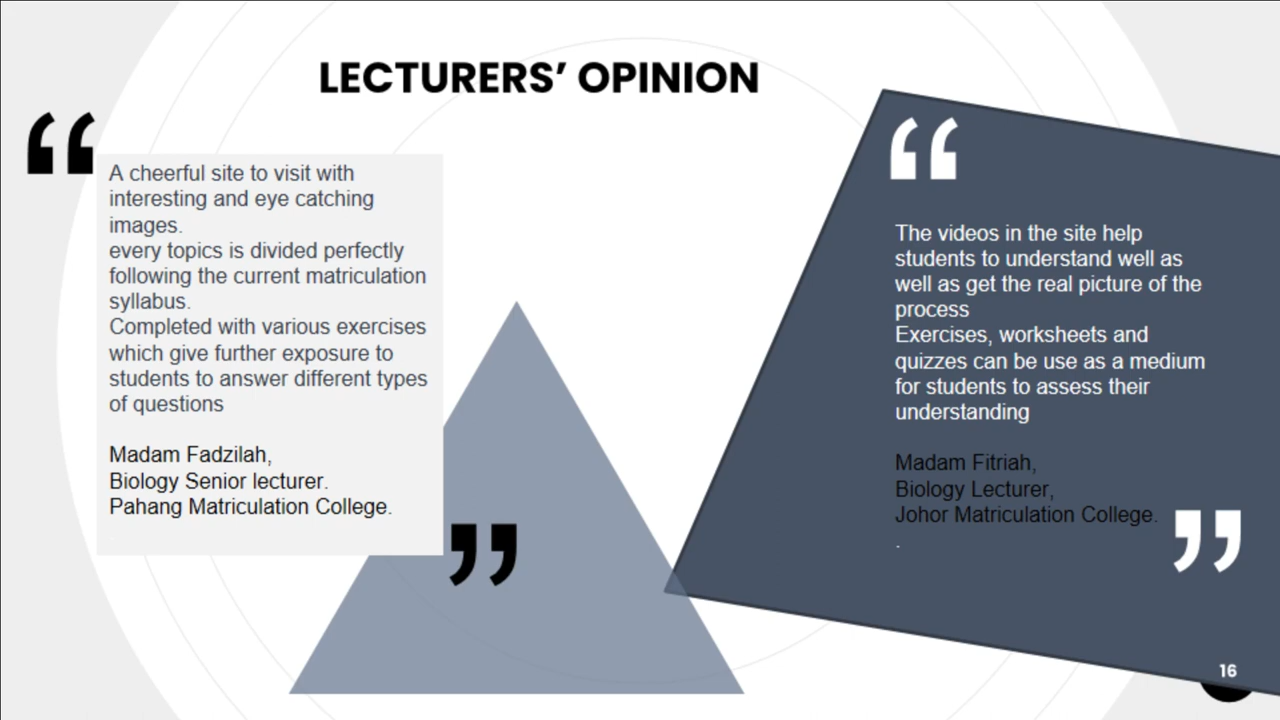 LECTURERS’ OPINION
“
A cheerful site to visit with
interesting and eye catching
images.
every topics is divided perfectly
following the current matriculation
syllabus.
Completed with various exercises
which give further exposure to
students to answer different types
of questions
Madam Fadzilah,
Biology Senior lecturer.
Pahang Matriculation College.
”
“
The videos in the site help
students to understand well as
well as get the real picture of the
process
Exercises, worksheets and
quizzes can be use as a medium
for students to assess their
understanding
Madam Fitriah,
Biology Lecturer,
Johor Matriculation College.
.
”
16